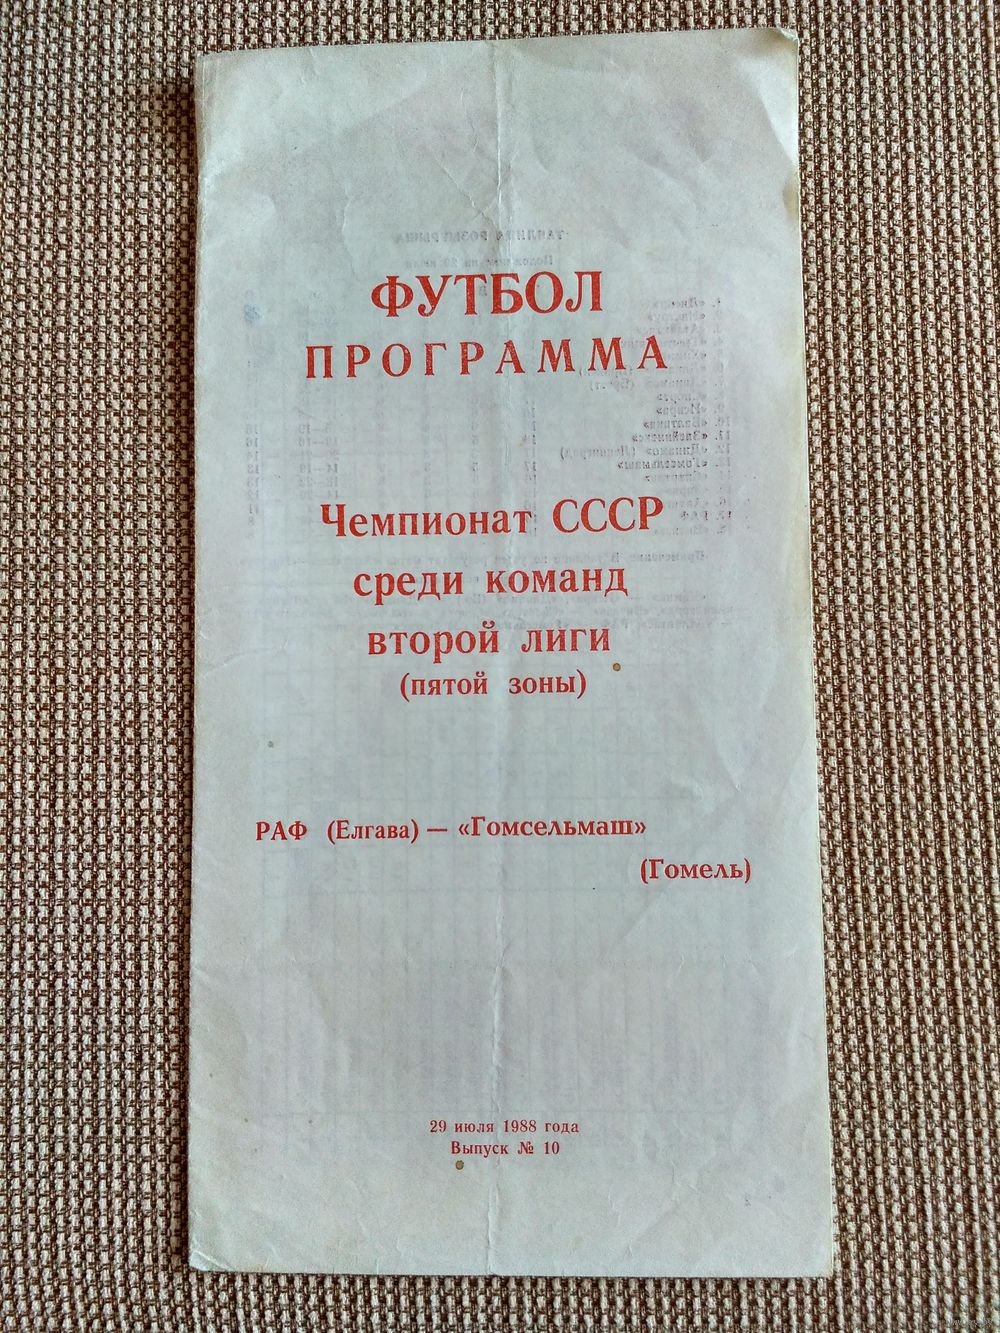 ФУТБОЛ
ПРОГРАММА
Чемпионат СССР
среди команд
второй лиги
(пятой зоны)
РАФ (Елгава) — «Гомсельмаш»
(Гомель)
29 июля 1988 года
Выпуск № 10